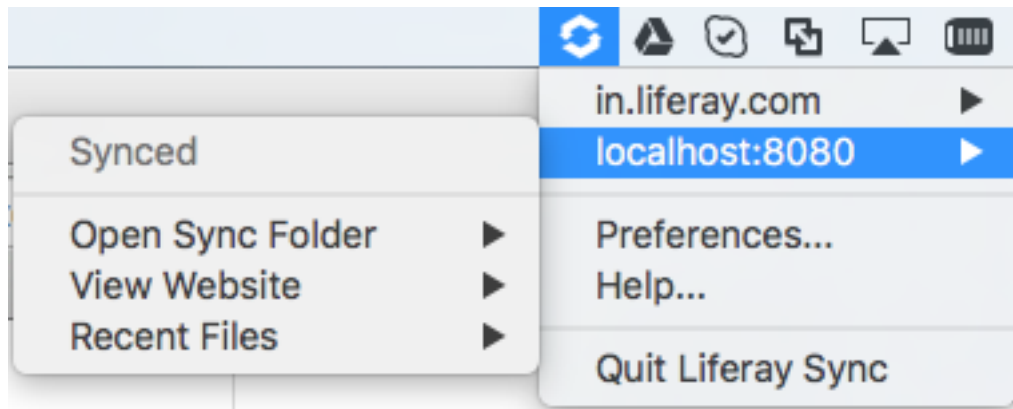 in.liferay.com
localhost:8080
Preferences...
Help...
Quit Liferay Sync
Synced
Open Sync Folder
View Website
Recent Files